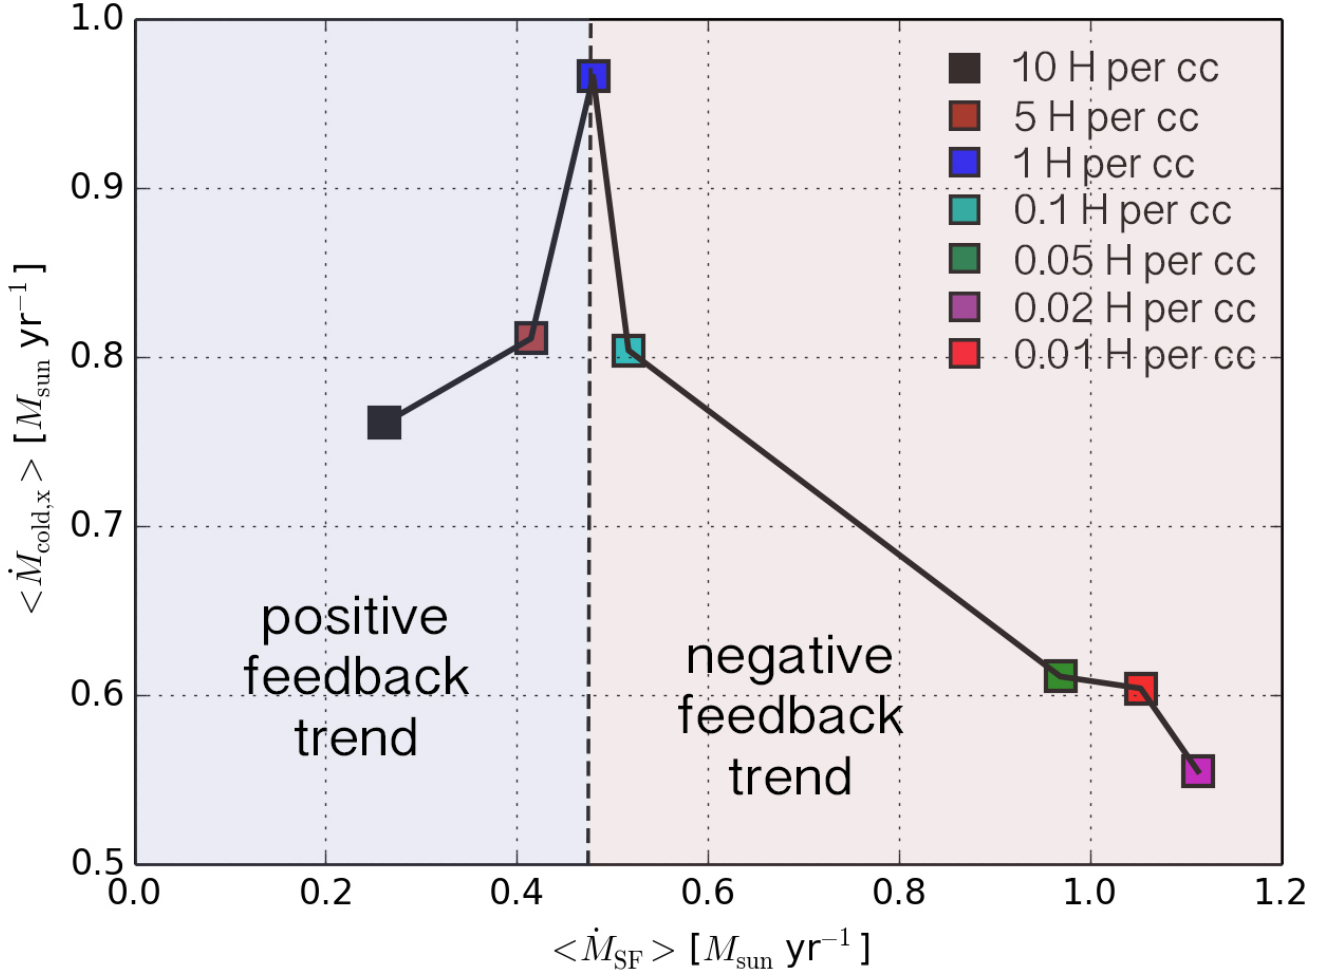 1.0
0.9
0.8
0.7
0.6
0.5
0.0 0.2 0.4 0.6 0.8 1.0 1.2
<Ṁcold,x> [Msun yr−1]
<ṀSF> [Msun yr−1]
10 H per cc
5 H per cc
1 H per cc
0.1 H per cc
0.05 H per cc
0.02 H per cc
0.01 H per cc
positive
feedback
trend
negative
feedback
trend